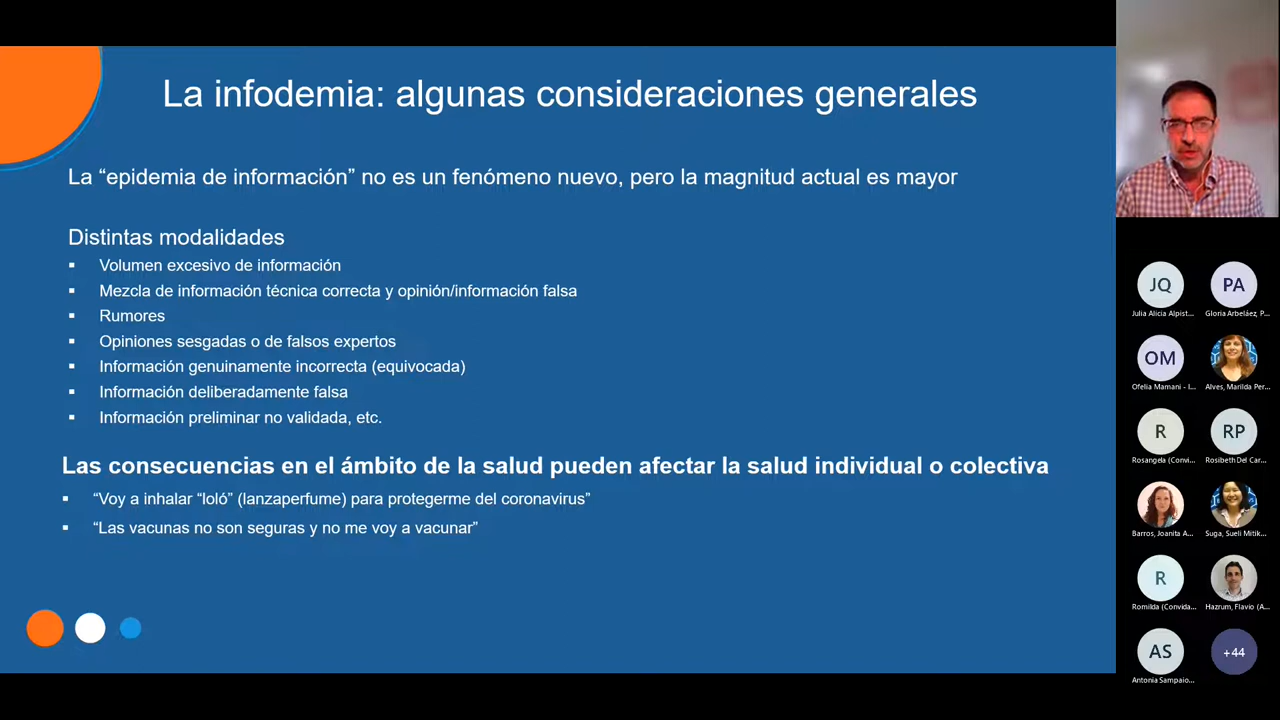 La infodemia: algunas consideraciones generales
La “epidemia de información” no es un fenómeno nuevo, pero la magnitud actual es mayor
Distintas modalidades
▪ Volumen excesivo de información
▪ Mezcla de información técnica correcta y opinión/información falsa
▪ Rumores
▪ Opiniones sesgadas o de falsos expertos
▪ Información genuinamente incorrecta (equivocada)
▪ Información deliberadamente falsa
▪ Información preliminar no validada, etc.
Las consecuencias en el ámbito de la salud pueden afectar la salud individual o colectiva
▪ “Voy a inhalar “loló” (lanzaperfume) para protegerme del coronavirus”
▪ “Las vacunas no son seguras y no me voy a vacunar”
JQ PA
Julia Alicia Alpist... Gloria Arbeláez, P...
OM
Ofelia Mamani - I... Alves, Marilda Per...
R RP
Rosangela (Convi... Rosibeth Del Car...
Barros, Joanita A... Suga, Sueli Mitik...
R
Romilda (Convida... Hazrum, Flavio (A...
AS +44
Antonia Sampaio...